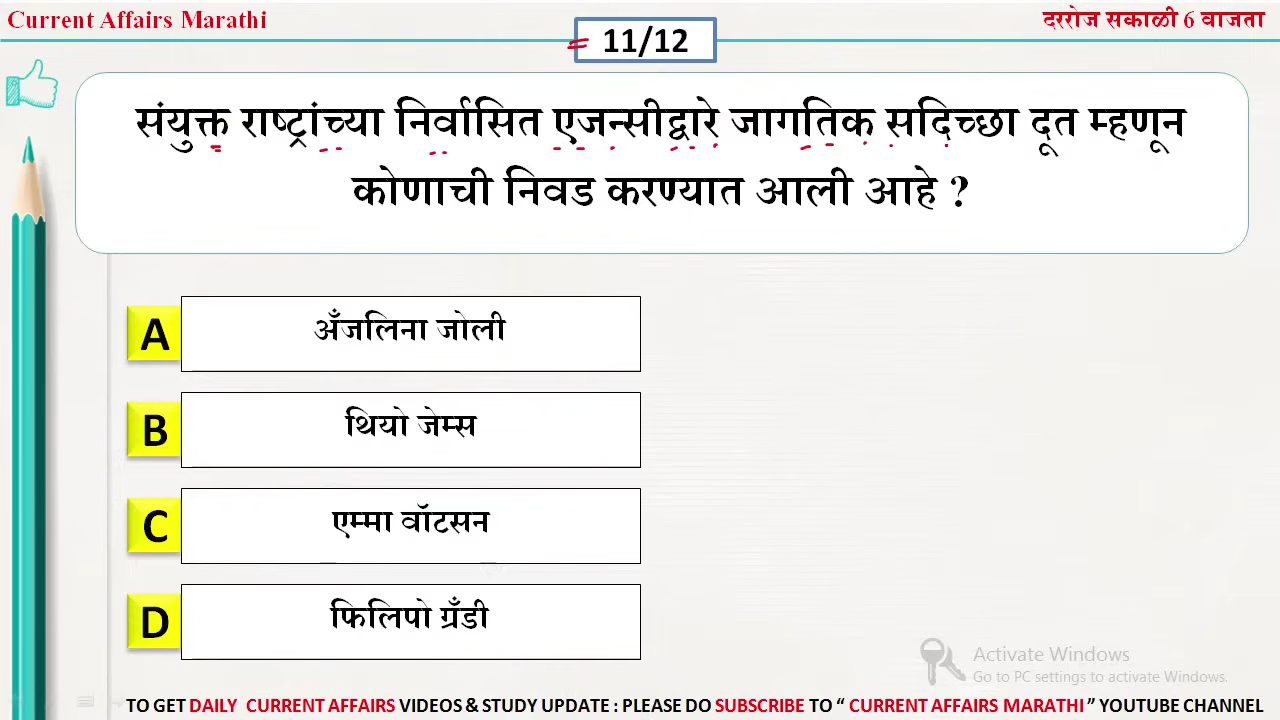 Current Affairs Marathi
दररोज सकाळी 6 वाजता
11/12
संयुक्त राष्ट्रांच्या निर्वासित एजन्सीद्वारे जागतिक सदिच्छा दूत म्हणून
कोणाची निवड करण्यात आली आहे ?
A अँजलिना जोली
B थियो जेम्स
C एम्मा वॉटसन
D फिलिपो ग्रँडी
Activate Windows
Go to PC settings to activate Windows.
TO GET DAILY CURRENT AFFAIRS VIDEOS & STUDY UPDATE : PLEASE DO SUBSCRIBE TO “ CURRENT AFFAIRS MARATHI ” YOUTUBE CHANNEL